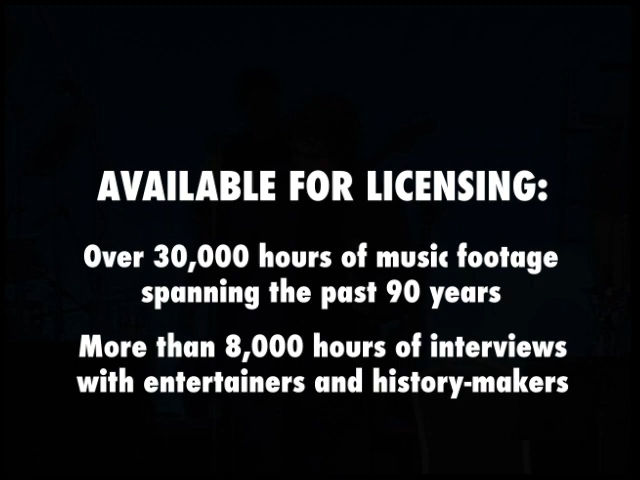 AVAILABLE FOR LICENSING:
Over 30,000 hours of music footage
spanning the past 90 years
More than 8,000 hours of interviews
with entertainers and history-makers